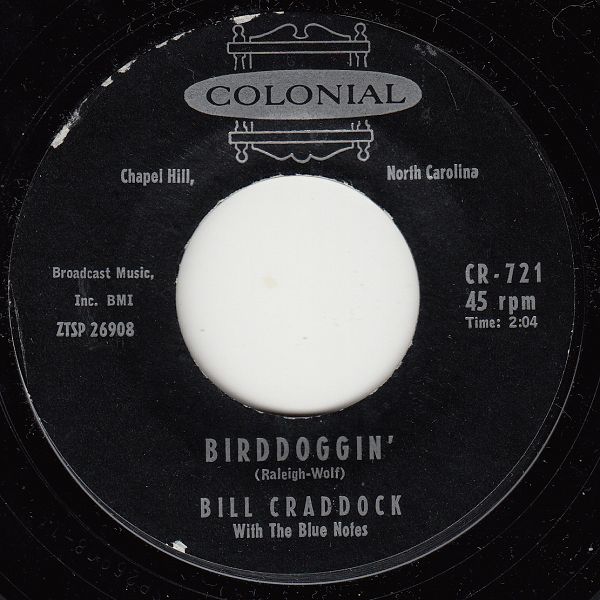 COLONIAL
Chapel Hill, North Carolina
Broadcast Music,
Inc. BMI
ZTSP 26908
CR-721
45 rpm
Time: 2:04
BIRDDOGGIN'
(Raleigh-Wolf)
BILL CRADDOCK
With The Blue Notes